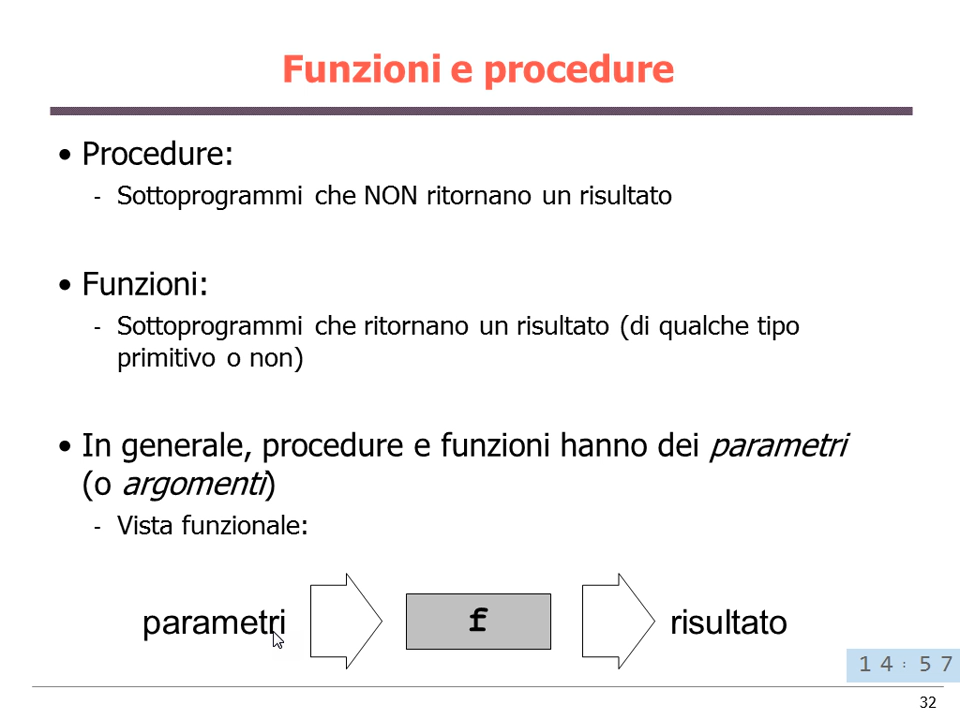 Funzioni e procedure
• Procedure:
- Sottoprogrammi che NON ritornano un risultato
• Funzioni:
- Sottoprogrammi che ritornano un risultato (di qualche tipo
primitivo o non)
• In generale, procedure e funzioni hanno dei parametri
(o argomenti)
- Vista funzionale:
parametri f risultato
14:57
32